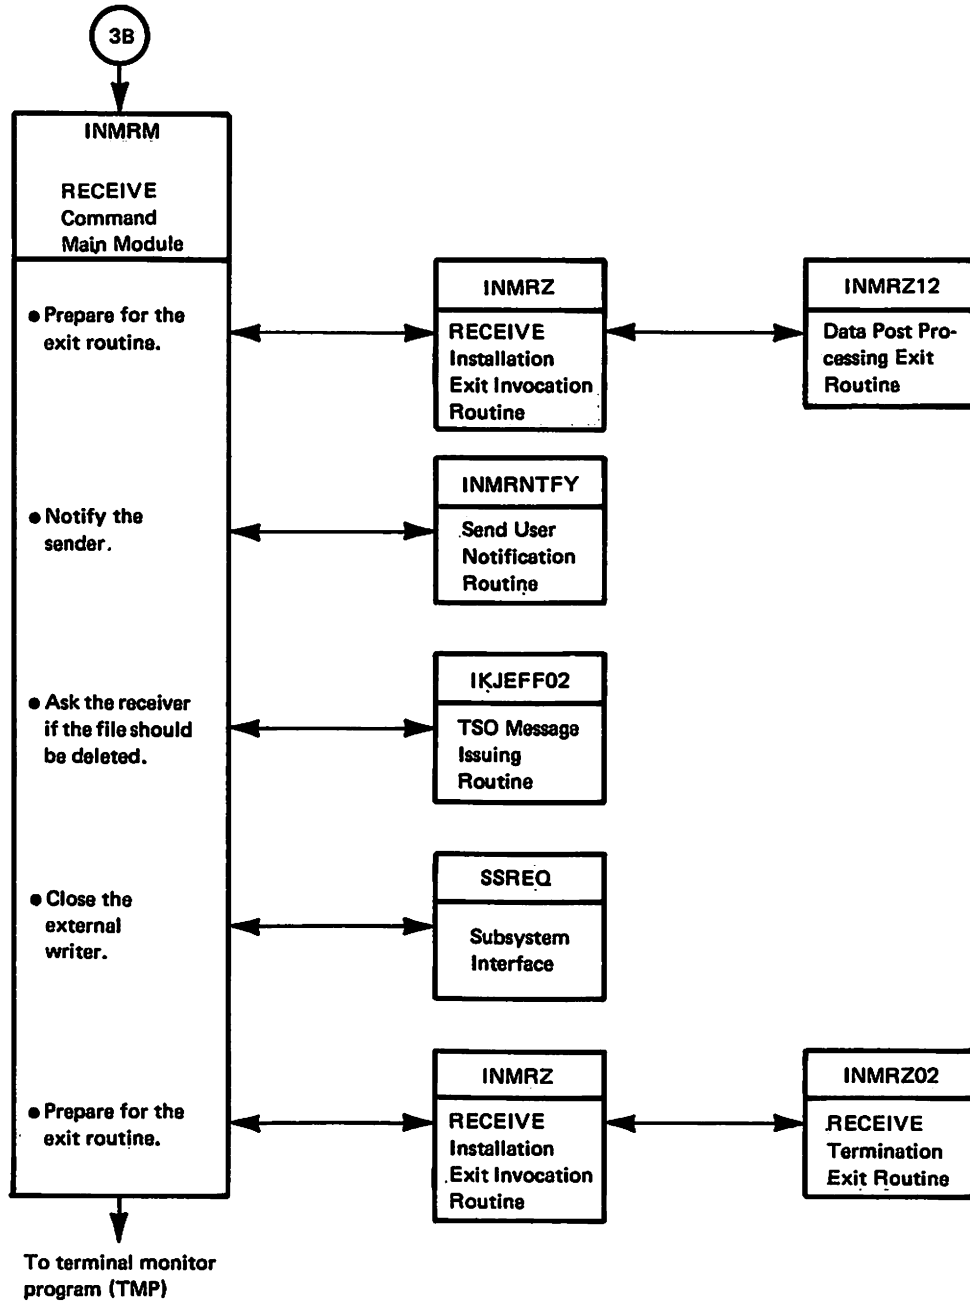 3B
INMRM
RECEIVE
Command
Main Module
● Prepare for the
exit routine.
INMRZ
RECEIVE
Installation
Exit Invocation
Routine
INMRZ12
Data Post Pro-
cessing Exit
Routine
● Notify the
sender.
INMRNTFY
Send User
Notification
Routine
● Ask the receiver
if the file should
be deleted.
IKJEFF02
TSO Message
Issuing
Routine
● Close the
external
writer.
SSREQ
Subsystem
Interface
● Prepare for the
exit routine.
INMRZ
RECEIVE
Installation
Exit Invocation
Routine
INMRZ02
RECEIVE
Termination
Exit Routine
To terminal monitor
program (TMP)